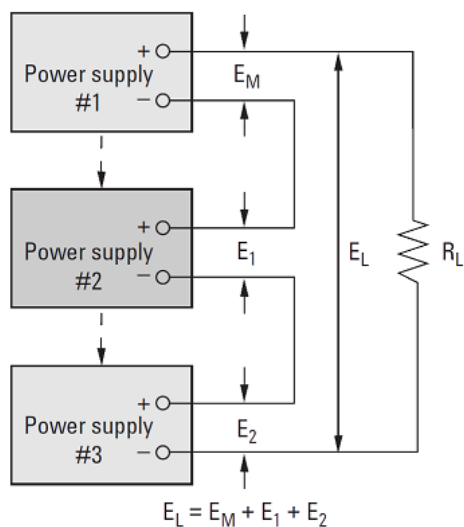 +
Power supply
#1
−
E_M
+
Power supply
#2
−
E_1
E_L
R_L
+
Power supply
#3
−
E_2
E_L = E_M + E_1 + E_2